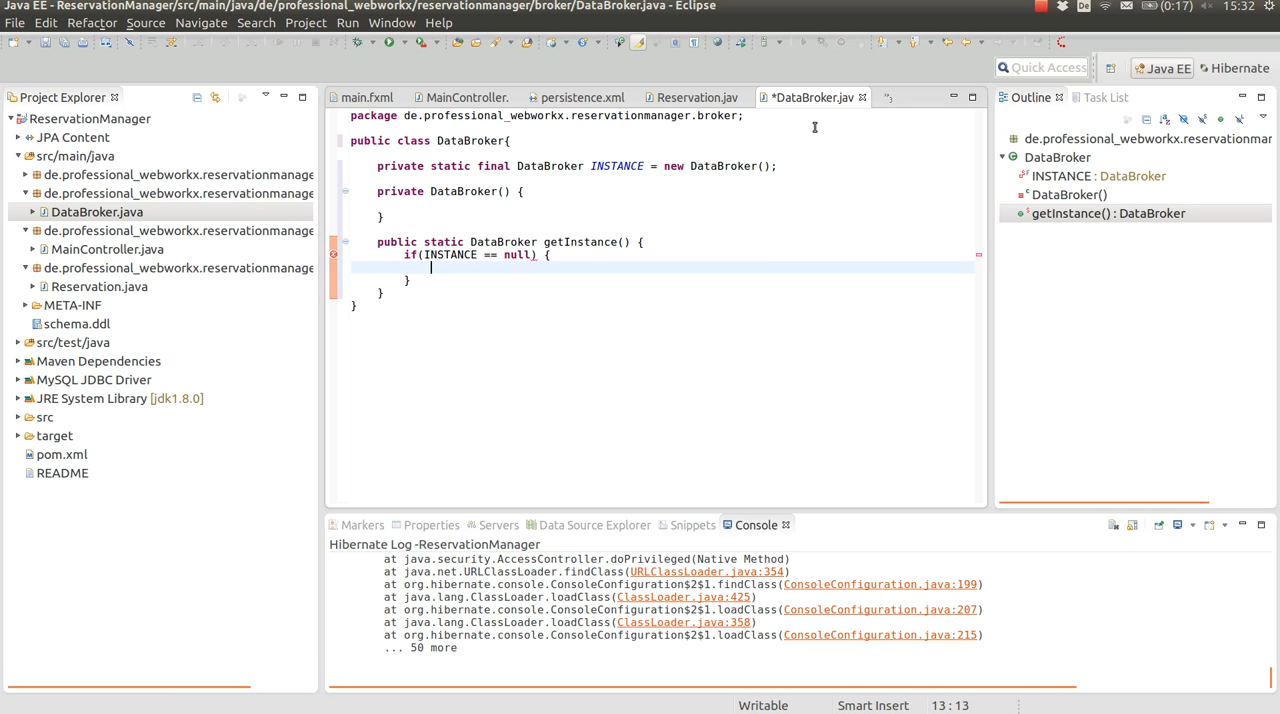 Java EE - ReservationManager/src/main/java/de/professional_webworkx/reservationmanager/broker/DataBroker.java - Eclipse
De
(0:17)
15:32
File Edit Refactor Source Navigate Search Project Run Window Help
Quick Access
Java EE
Hibernate
Project Explorer
ReservationManager
JPA Content
src/main/java
de.professional_webworkx.reservationmanage
de.professional_webworkx.reservationmanage
DataBroker.java
de.professional_webworkx.reservationmanage
MainController.java
de.professional_webworkx.reservationmanage
Reservation.java
META-INF
schema.ddl
src/test/java
Maven Dependencies
MySQL JDBC Driver
JRE System Library [jdk1.8.0]
src
target
pom.xml
README
main.fxml
MainController.
persistence.xml
Reservation.jav
*DataBroker.jav
»3
package de.professional_webworkx.reservationmanager.broker;
public class DataBroker{
private static final DataBroker INSTANCE = new DataBroker();
private DataBroker() {
}
public static DataBroker getInstance() {
if(INSTANCE == null) {
}
}
}
Outline
Task List
de.professional_webworkx.reservationmar
DataBroker
INSTANCE : DataBroker
DataBroker()
getInstance() : DataBroker
Markers
Properties
Servers
Data Source Explorer
Snippets
Console
Hibernate Log -ReservationManager
at java.security.AccessController.doPrivileged(Native Method)
at java.net.URLClassLoader.findClass(URLClassLoader.java:354)
at org.hibernate.console.ConsoleConfiguration$2$1.findClass(ConsoleConfiguration.java:199)
at java.lang.ClassLoader.loadClass(ClassLoader.java:425)
at org.hibernate.console.ConsoleConfiguration$2$1.loadClass(ConsoleConfiguration.java:207)
at java.lang.ClassLoader.loadClass(ClassLoader.java:358)
at org.hibernate.console.ConsoleConfiguration$2$1.loadClass(ConsoleConfiguration.java:215)
... 50 more
Writable
Smart Insert
13 : 13